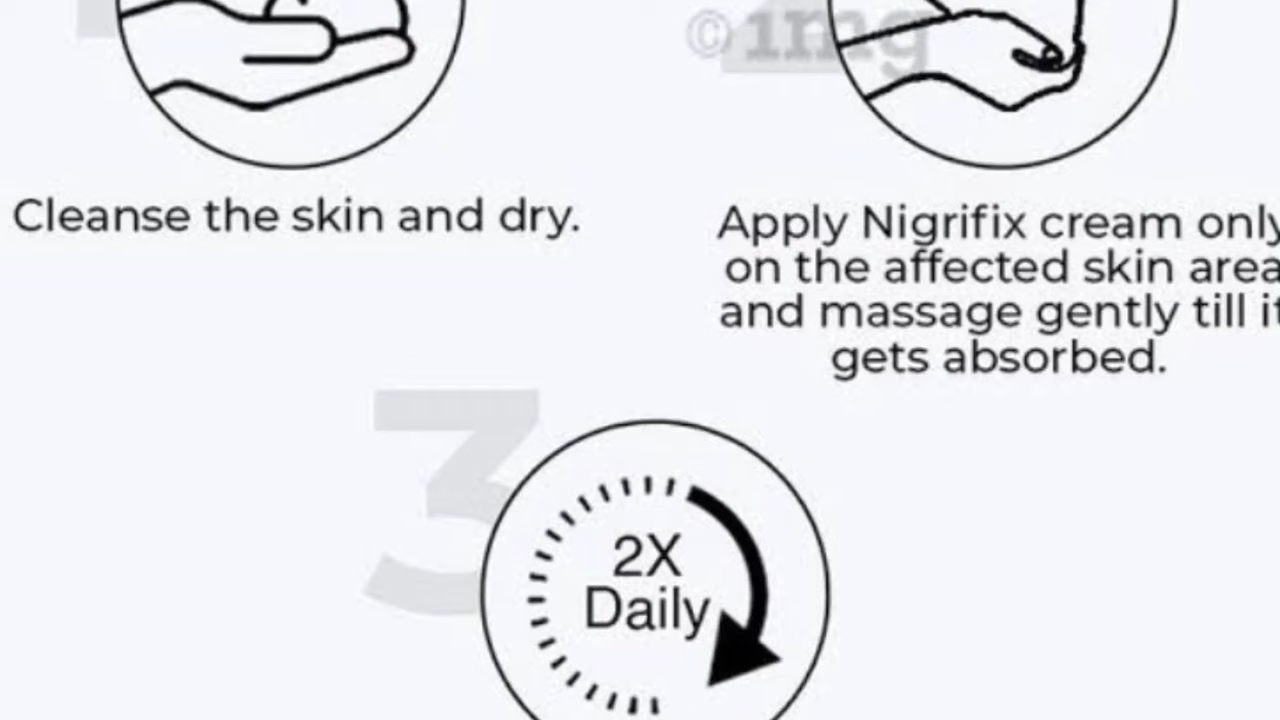 ©1mg
Cleanse the skin and dry.
Apply Nigrifix cream only
on the affected skin area
and massage gently till it
gets absorbed.
3
2X
Daily